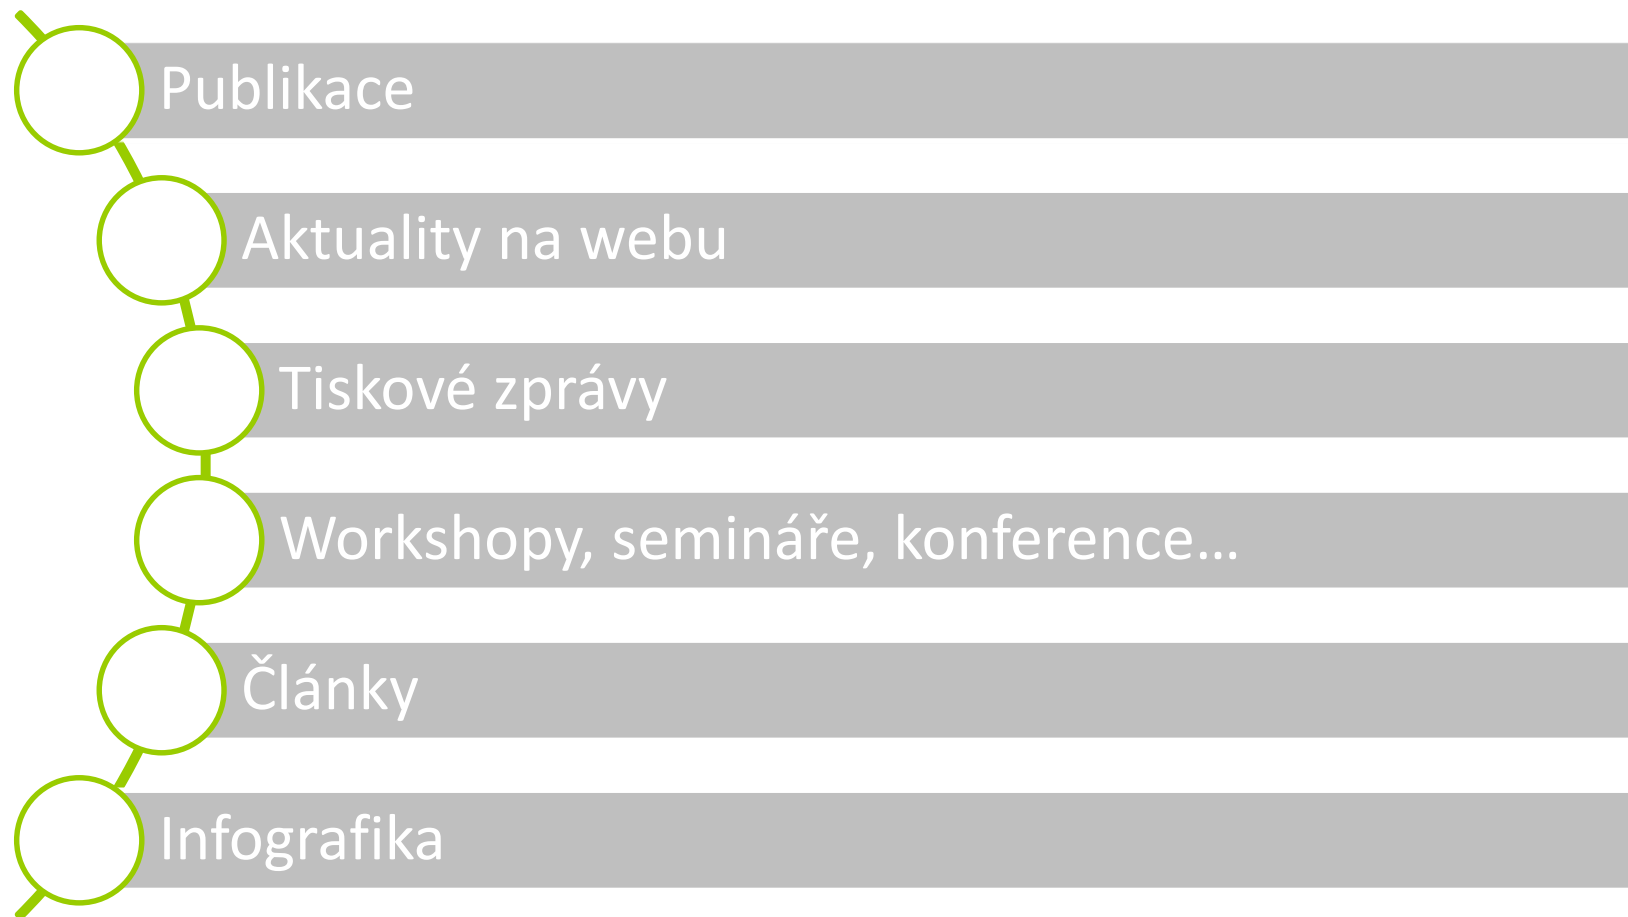 Publikace
Aktuality na webu
Tiskové zprávy
Workshopy, semináře, konference…
Články
Infografika